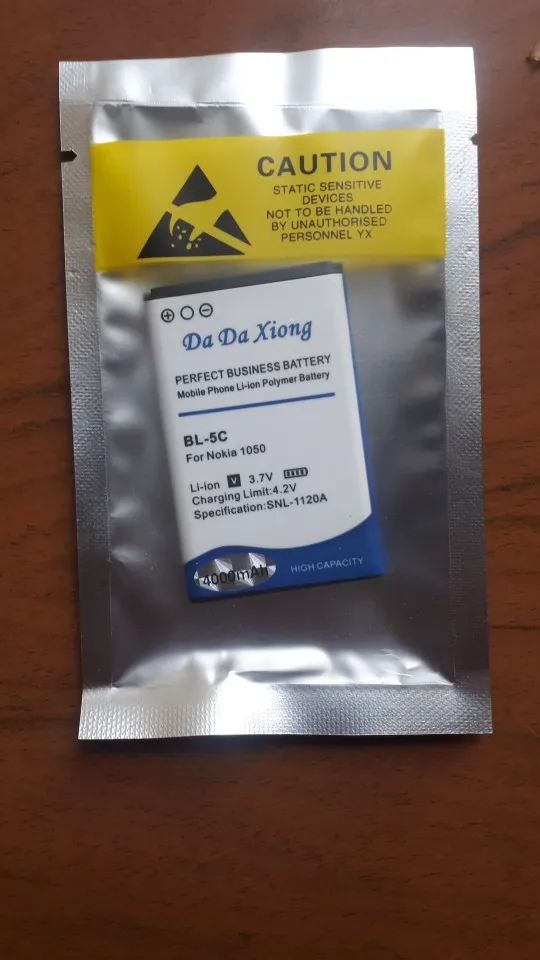 CAUTION
STATIC SENSITIVE
DEVICES
NOT TO BE HANDLED
BY UNAUTHORISED
PERSONNEL YX
Da Da Xiong
PERFECT BUSINESS BATTERY
Mobile Phone Li-ion Polymer Battery
BL-5C
For Nokia 1050
Li-ion V 3.7V
Charging Limit:4.2V
Specification:SNL-1120A
4000mAh HIGH CAPACITY